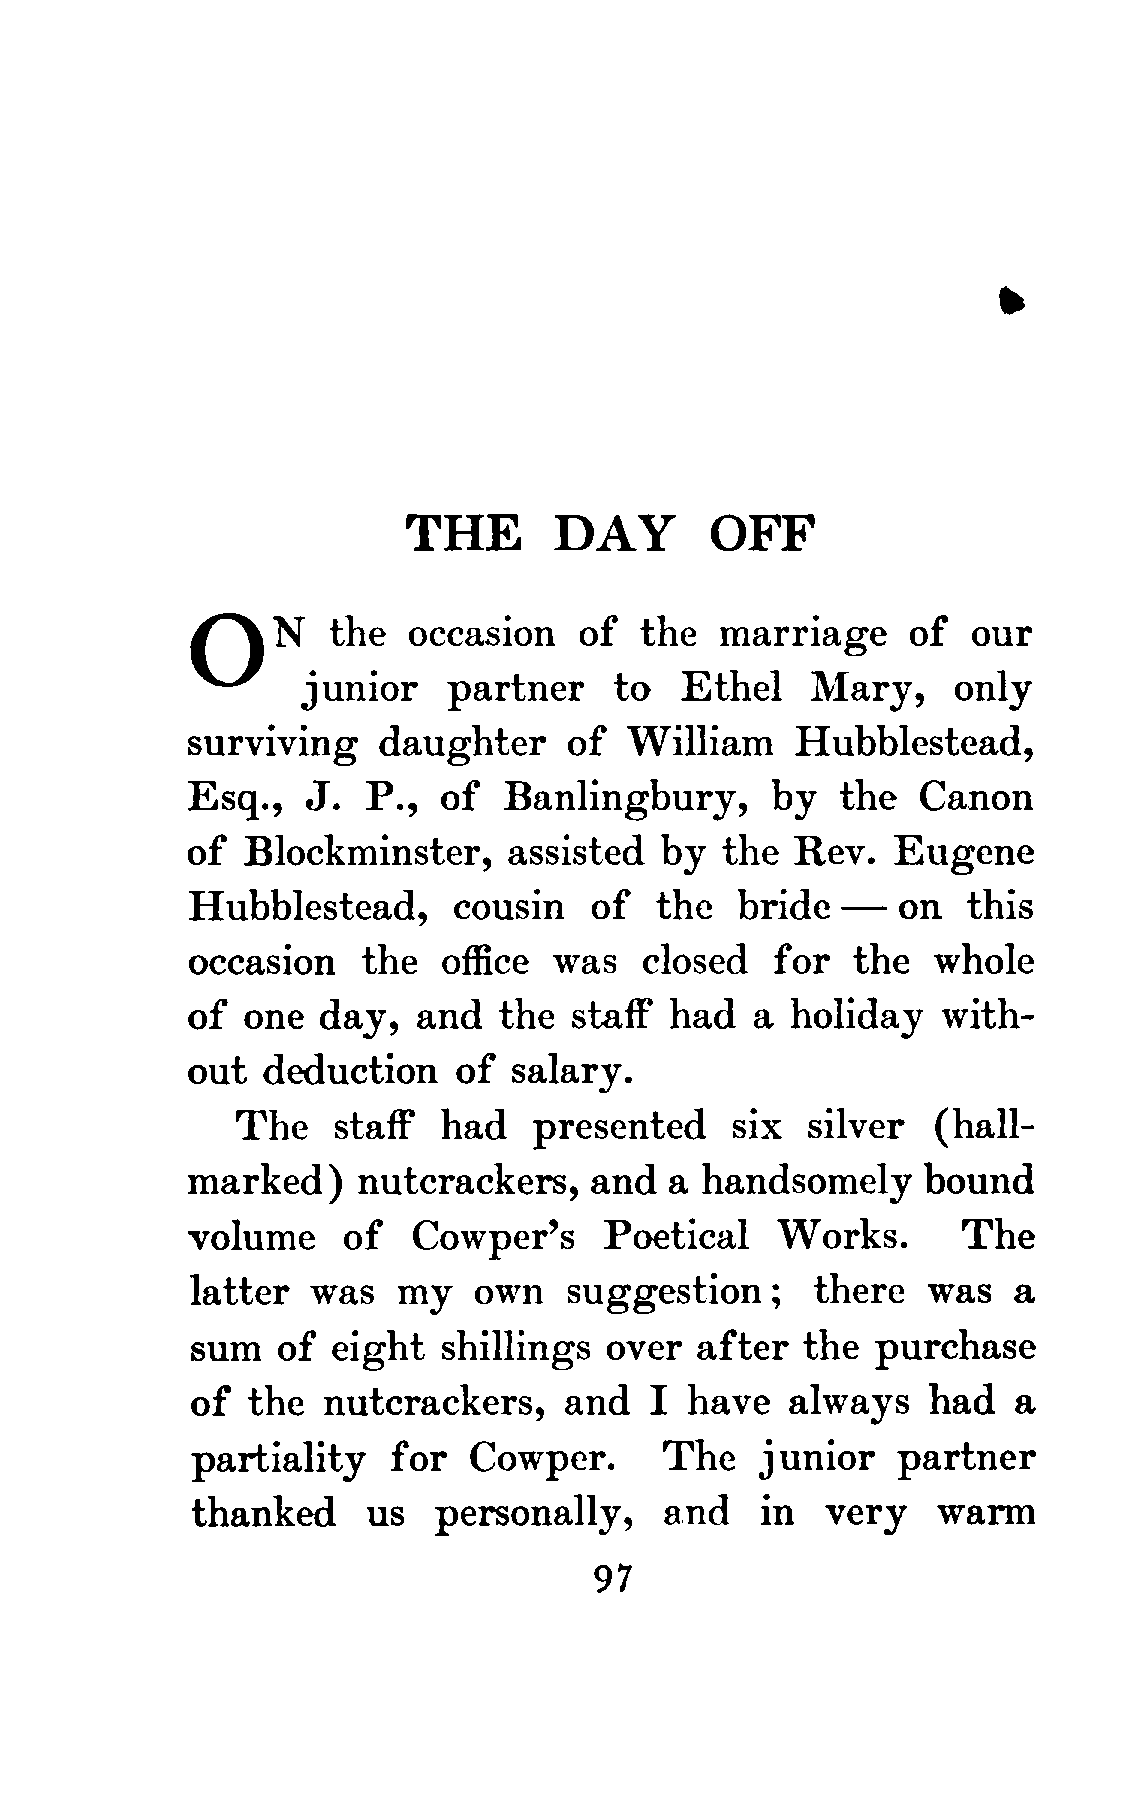 THE DAY OFF
ON the occasion of the marriage of our
junior partner to Ethel Mary, only
surviving daughter of William Hubblestead,
Esq., J. P., of Banlingbury, by the Canon
of Blockminster, assisted by the Rev. Eugene
Hubblestead, cousin of the bride — on this
occasion the office was closed for the whole
of one day, and the staff had a holiday with-
out deduction of salary.
The staff had presented six silver (hall-
marked) nutcrackers, and a handsomely bound
volume of Cowper's Poetical Works. The
latter was my own suggestion; there was a
sum of eight shillings over after the purchase
of the nutcrackers, and I have always had a
partiality for Cowper. The junior partner
thanked us personally, and in very warm
97